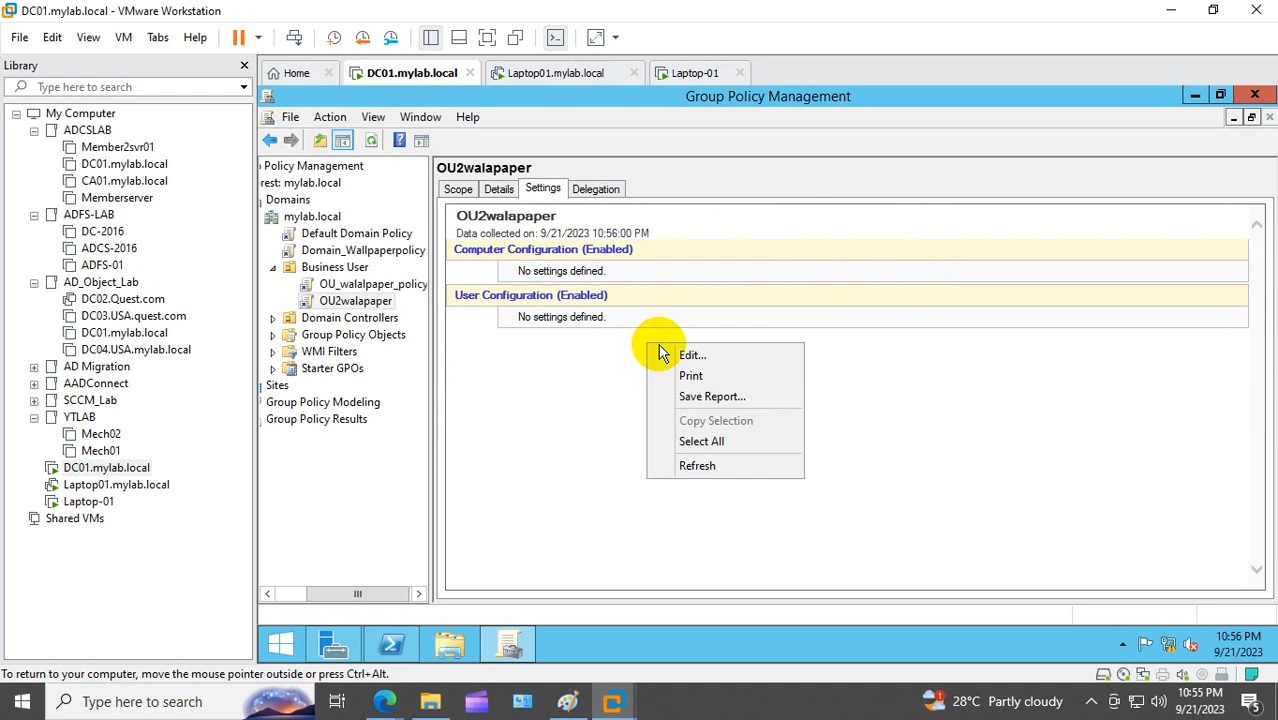 DC01.mylab.local - VMware Workstation
File Edit View VM Tabs Help
Library
Type here to search
My Computer
ADCSLAB
Member2svr01
DC01.mylab.local
CA01.mylab.local
Memberserver
ADFS-LAB
DC-2016
ADCS-2016
ADFS-01
AD_Object_Lab
DC02.Quest.com
DC03.USA.quest.com
DC01.mylab.local
DC04.USA.mylab.local
AD Migration
AADConnect
SCCM_Lab
YTLAB
Mech02
Mech01
DC01.mylab.local
Laptop01.mylab.local
Laptop-01
Shared VMs
Home DC01.mylab.local Laptop01.mylab.local Laptop-01
Group Policy Management
File Action View Window Help
Policy Management
rest: mylab.local
Domains
mylab.local
Default Domain Policy
Domain_Wallpaperpolicy
Business User
OU_walalpaper_policy
OU2walapaper
Domain Controllers
Group Policy Objects
WMI Filters
Starter GPOs
Sites
Group Policy Modeling
Group Policy Results
OU2walapaper
Scope Details Settings Delegation
OU2walapaper
Data collected on: 9/21/2023 10:56:00 PM
Computer Configuration (Enabled)
No settings defined.
User Configuration (Enabled)
No settings defined.
Edit...
Print
Save Report...
Copy Selection
Select All
Refresh
10:56 PM
9/21/2023
To return to your computer, move the mouse pointer outside or press Ctrl+Alt.
Type here to search
1
28°C Partly cloudy
10:55 PM
9/21/2023
5